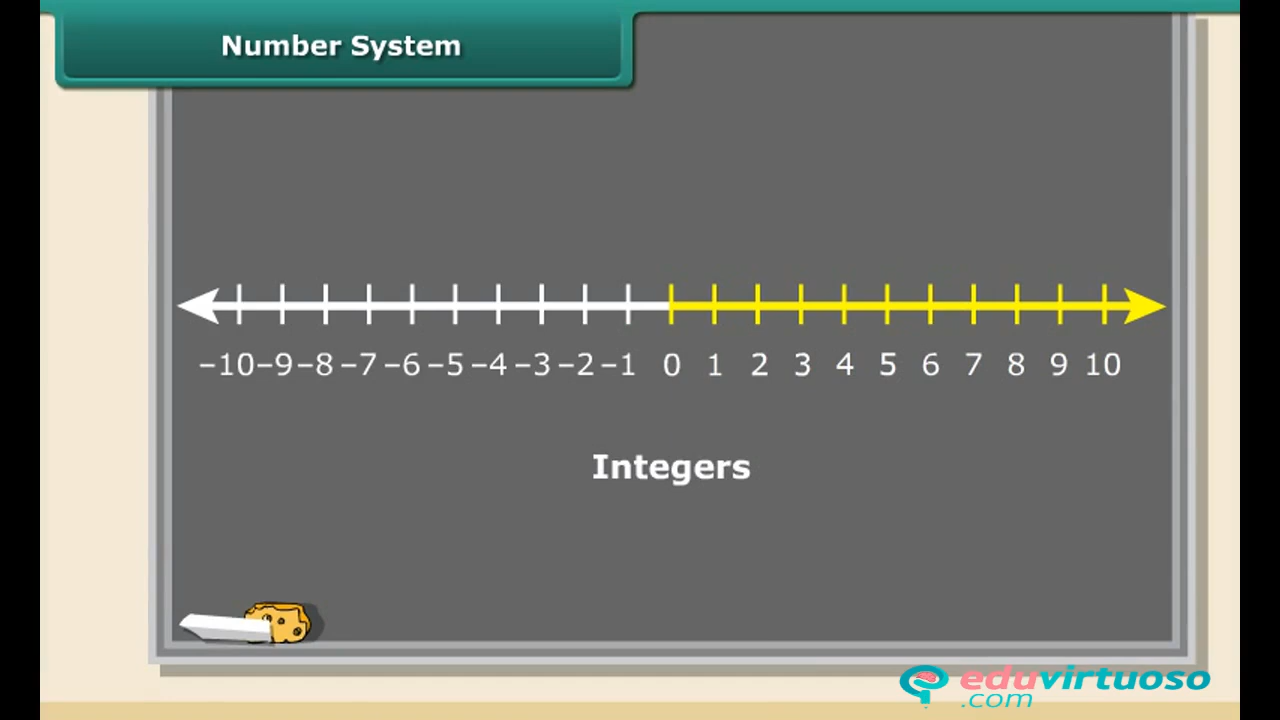 Number System
–10 –9 –8 –7 –6 –5 –4 –3 –2 –1 0 1 2 3 4 5 6 7 8 9 10
Integers
eduvirtuoso
.com